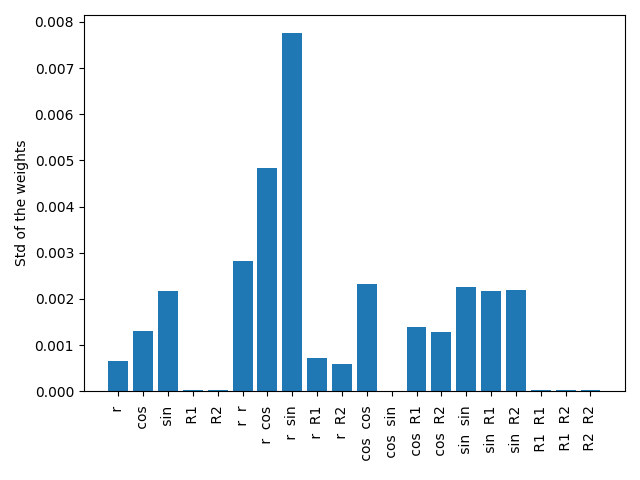 0.008
0.007
0.006
0.005
0.004
0.003
0.002
0.001
0.000
Std of the weights
r
cos
sin
R1
R2
r r
r cos
r sin
r R1
r R2
cos cos
cos sin
cos R1
cos R2
sin sin
sin R1
sin R2
R1 R1
R1 R2
R2 R2